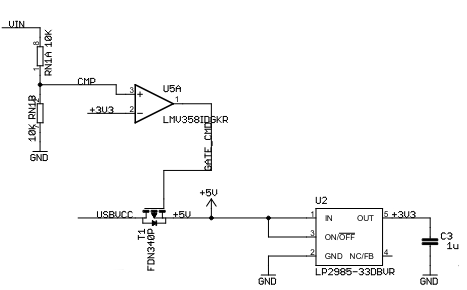 VIN
8
RN1A 10K
1
CMP
10K RN1B
GND
+3V3
3
+
2
-
U5A
1
LMV358IDGKR
GATE_CMD
USBVCC
T1
FDN340P
+5V
+5V
U2
1 IN OUT 5 +3V3
3 ON/OFF
2 GND NC/FB 4
LP2985-33DBVR
GND
C3
1u
GND